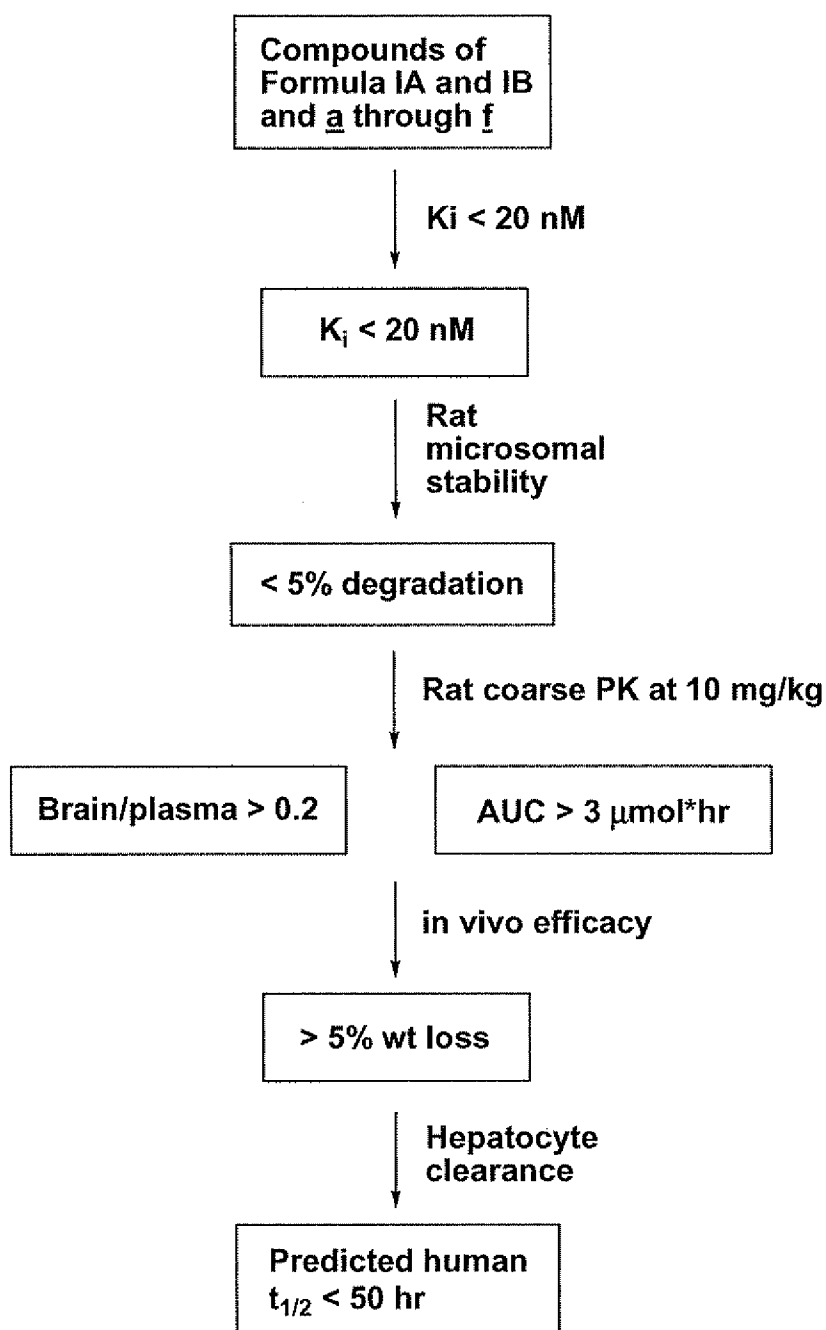 Compounds of
Formula IA and IB
and a through f
Ki < 20 nM
Ki < 20 nM
Rat
microsomal
stability
< 5% degradation
Rat coarse PK at 10 mg/kg
Brain/plasma > 0.2
AUC > 3 μmol*hr
in vivo efficacy
> 5% wt loss
Hepatocyte
clearance
Predicted human
t1/2 < 50 hr